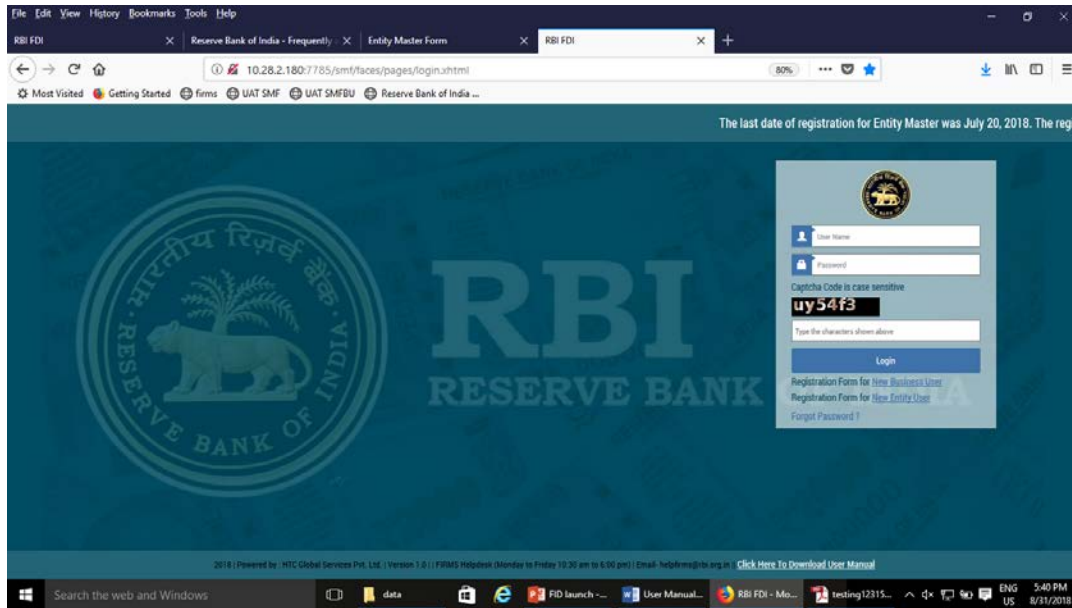 File Edit View History Bookmarks Tools Help
RBI FDI
Reserve Bank of India - Frequently
Entity Master Form
RBI FDI
10.28.2.180:7785/smf/faces/pages/login.xhtml
80%
Most Visited Getting Started firms UAT SMF UAT SMFBU Reserve Bank of India ...
The last date of registration for Entity Master was July 20, 2018. The reg
भारतीय रिज़र्व बैंक
RESERVE BANK OF INDIA
RBI
RESERVE BANK
User Name
Password
Captcha Code is case sensitive
uy54f3
Type the characters shown above
Login
Registration Form for New Business User
Registration Form for New Entity User
Forgot Password ?
2018 | Powered by : HTC Global Services Pvt. Ltd. | Version 1.0 | | FIRMS Helpdesk (Monday to Friday 10:30 am to 6:00 pm) | Email- helpfirms@rbi.org.in | Click Here To Download User Manual
Search the web and Windows
data
FID launch -...
User Manual...
RBI FDI - Mo...
testing12315...
ENG
US
5:40 PM
8/31/2018